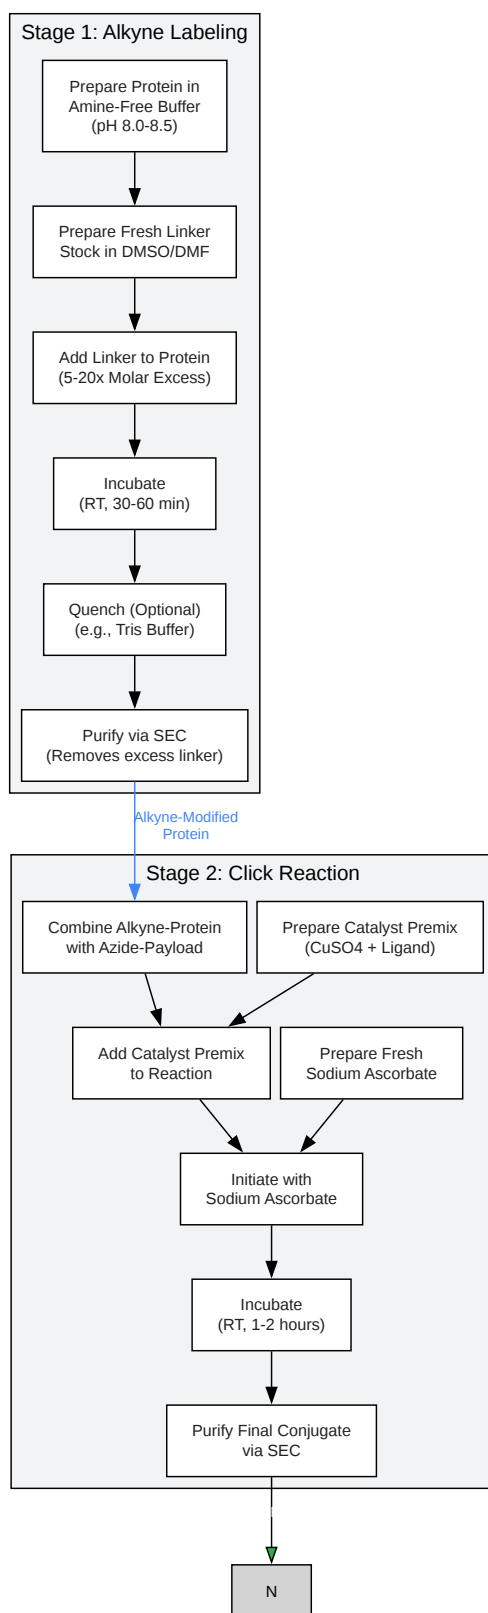 Stage 1: Alkyne Labeling
Prepare Protein in
Amine-Free Buffer
(pH 8.0-8.5)
Prepare Fresh Linker
Stock in DMSO/DMF
Add Linker to Protein
(5-20x Molar Excess)
Incubate
(RT, 30-60 min)
Quench (Optional)
(e.g., Tris Buffer)
Purify via SEC
(Removes excess linker)
Alkyne-Modified
Protein
Stage 2: Click Reaction
Combine Alkyne-Protein
with Azide-Payload
Prepare Catalyst Premix
(CuSO4 + Ligand)
Add Catalyst Premix
to Reaction
Prepare Fresh
Sodium Ascorbate
Initiate with
Sodium Ascorbate
Incubate
(RT, 1-2 hours)
Purify Final Conjugate
via SEC
N